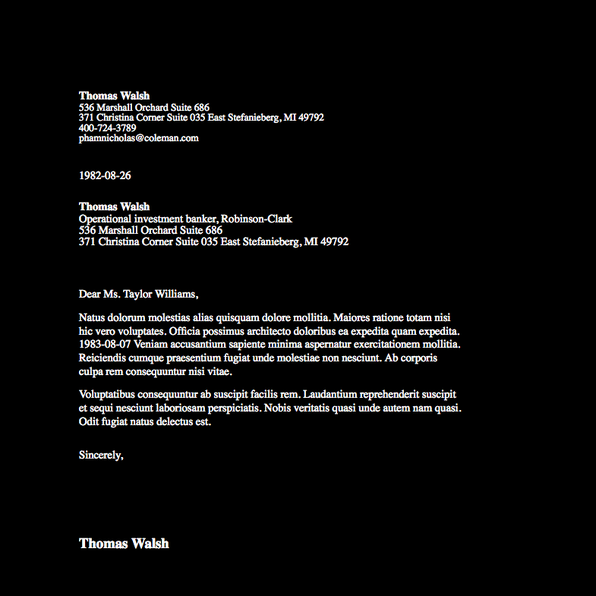 Thomas Walsh
536 Marshall Orchard Suite 686
371 Christina Corner Suite 035 East Stefanieberg, MI 49792
400-724-3789
phamnicholas@coleman.com
1982-08-26
Thomas Walsh
Operational investment banker, Robinson-Clark
536 Marshall Orchard Suite 686
371 Christina Corner Suite 035 East Stefanieberg, MI 49792
Dear Ms. Taylor Williams,
Natus dolorum molestias alias quisquam dolore mollitia. Maiores ratione totam nisi
hic vero voluptates. Officia possimus architecto doloribus ea expedita quam expedita.
1983-08-07 Veniam accusantium sapiente minima aspernatur exercitationem mollitia.
Reiciendis cumque praesentium fugiat unde molestiae non nesciunt. Ab corporis
culpa rem consequuntur nisi vitae.
Voluptatibus consequuntur ab suscipit facilis rem. Laudantium reprehenderit suscipit
et sequi nesciunt laboriosam perspiciatis. Nobis veritatis quasi unde autem nam quasi.
Odit fugiat natus delectus est.
Sincerely,
Thomas Walsh